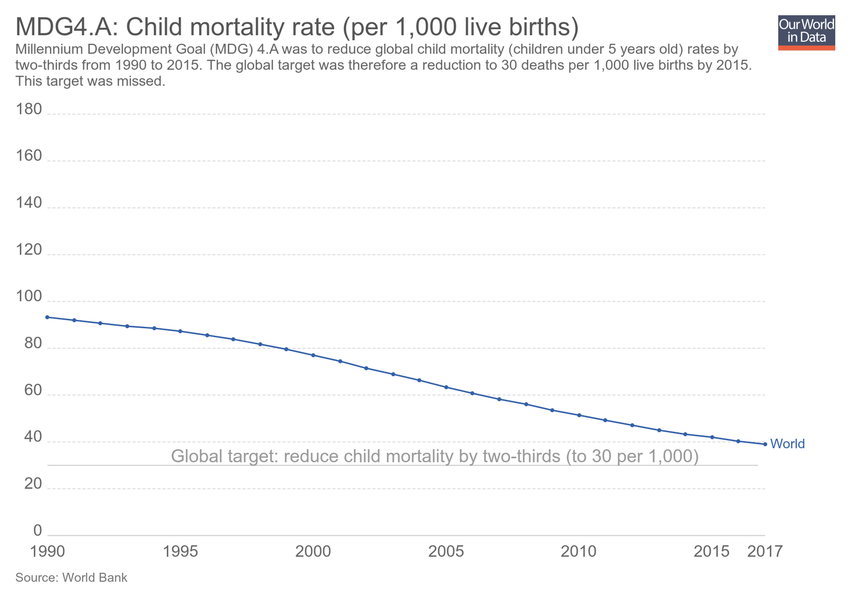 MDG4.A: Child mortality rate (per 1,000 live births)
Our World
in Data
Millennium Development Goal (MDG) 4.A was to reduce global child mortality (children under 5 years old) rates by
two-thirds from 1990 to 2015. The global target was therefore a reduction to 30 deaths per 1,000 live births by 2015.
This target was missed.
180
160
140
120
100
80
60
40
World
Global target: reduce child mortality by two-thirds (to 30 per 1,000)
20
0
1990 1995 2000 2005 2010 2015 2017
Source: World Bank